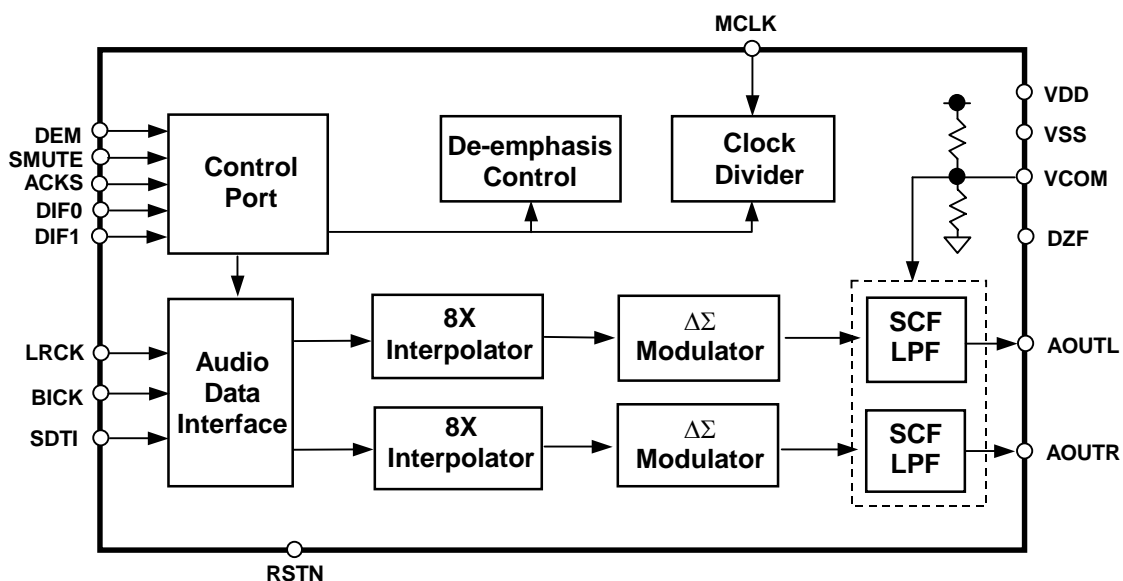 MCLK
VDD
VSS
VCOM
DZF
DEM
SMUTE
ACKS
DIF0
DIF1
Control
Port
De-emphasis
Control
Clock
Divider
LRCK
BICK
SDTI
Audio
Data
Interface
8X
Interpolator
ΔΣ
Modulator
SCF
LPF
AOUTL
8X
Interpolator
ΔΣ
Modulator
SCF
LPF
AOUTR
RSTN